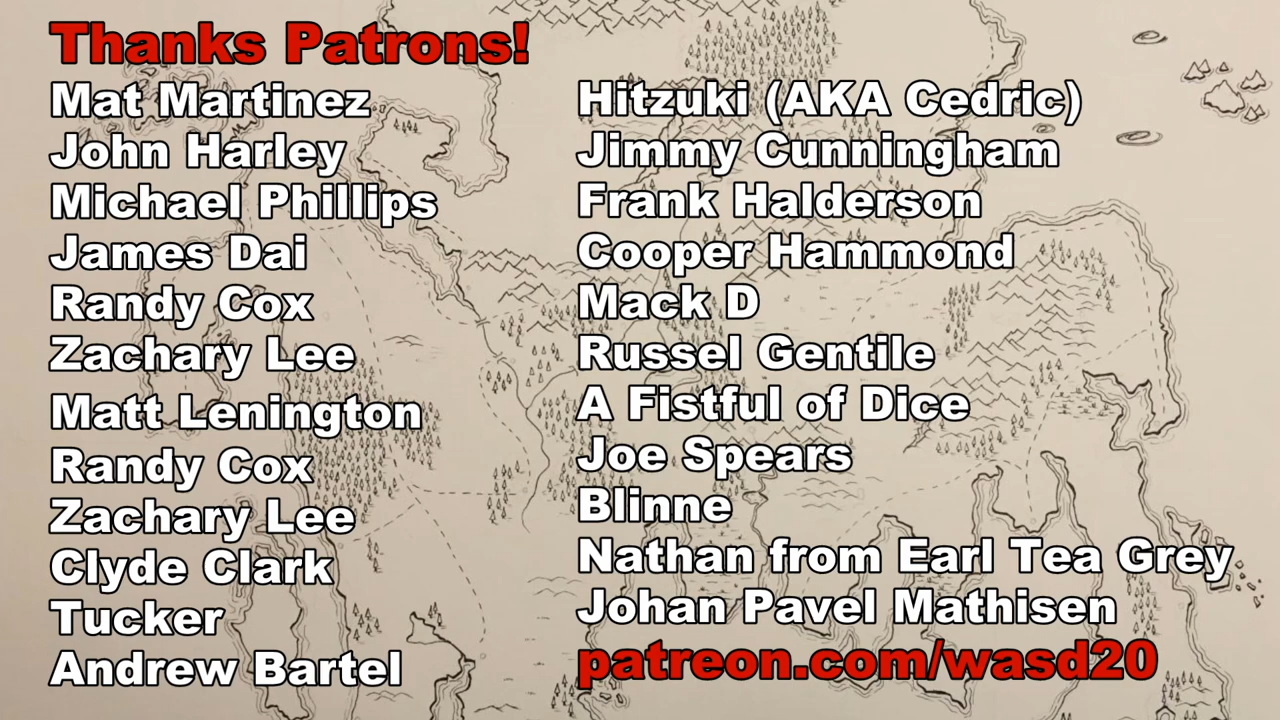 Thanks Patrons!
Mat Martinez
John Harley
Michael Phillips
James Dai
Randy Cox
Zachary Lee
Matt Lenington
Randy Cox
Zachary Lee
Clyde Clark
Tucker
Andrew Bartel
Hitzuki (AKA Cedric)
Jimmy Cunningham
Frank Halderson
Cooper Hammond
Mack D
Russel Gentile
A Fistful of Dice
Joe Spears
Blinne
Nathan from Earl Tea Grey
Johan Pavel Mathisen
patreon.com/wasd20